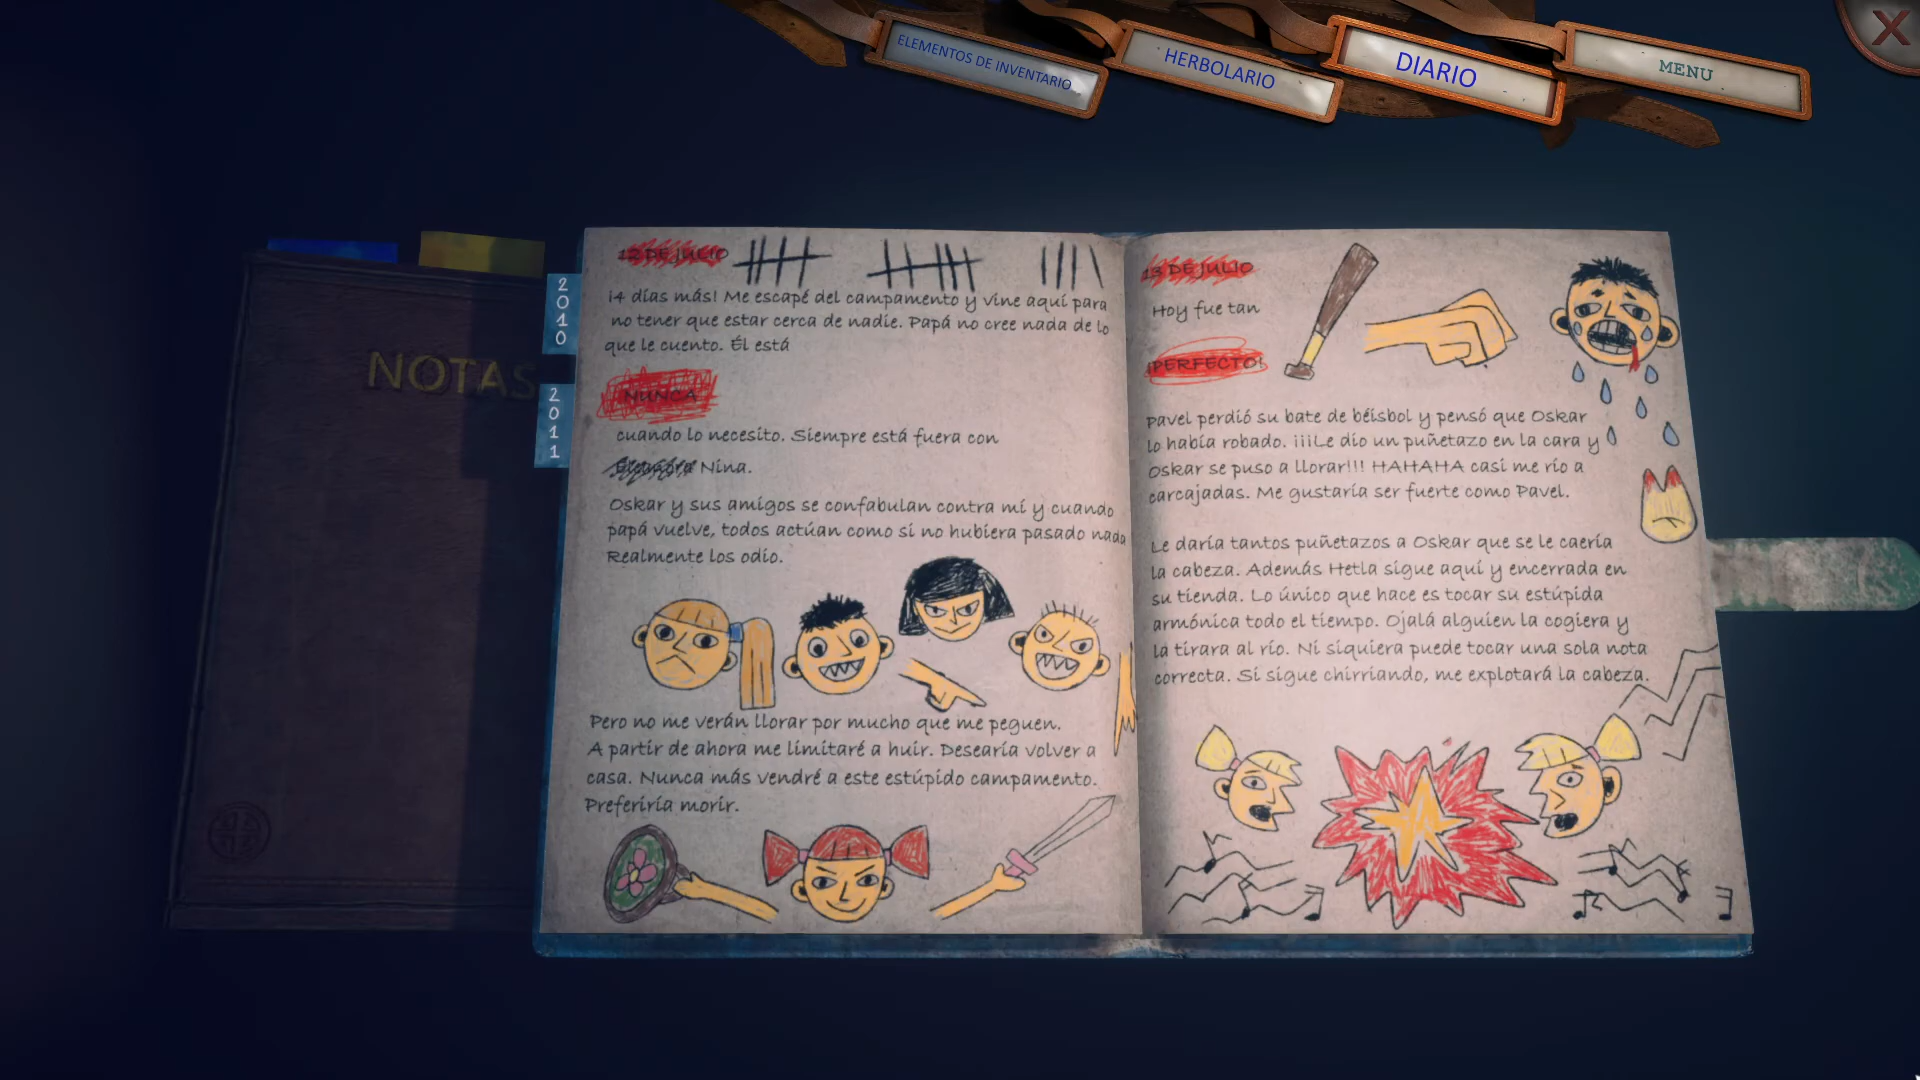 ELEMENTOS DE INVENTARIO
HERBOLARIO
DIARIO
MENU
X
NOTAS
2010
2011
12 DE JULIO
¡4 días más! Me escapé del campamento y vine aquí para
no tener que estar cerca de nadie. Papá no cree nada de lo
que le cuento. Él está
NUNCA
cuando lo necesito. Siempre está fuera con
Eleonora Nina.
Oskar y sus amigos se confabulan contra mí y cuando
papá vuelve, todos actúan como si no hubiera pasado nada
Realmente los odio.
Pero no me verán llorar por mucho que me peguen.
A partir de ahora me limitaré a huir. Desearía volver a
casa. Nunca más vendré a este estúpido campamento.
Preferiría morir.
13 DE JULIO
Hoy fue tan
¡PERFECTO!
Pavel perdió su bate de béisbol y pensó que Oskar
lo había robado. ¡¡¡Le dio un puñetazo en la cara y
Oskar se puso a llorar!!! HAHAHA casi me río a
carcajadas. Me gustaría ser fuerte como Pavel.
Le daría tantos puñetazos a Oskar que se le caería
la cabeza. Además Hetla sigue aquí y encerrada en
su tienda. Lo único que hace es tocar su estúpida
armónica todo el tiempo. Ojalá alguien la cogiera y
la tirara al río. Ni siquiera puede tocar una sola nota
correcta. Si sigue chirriando, me explotará la cabeza.